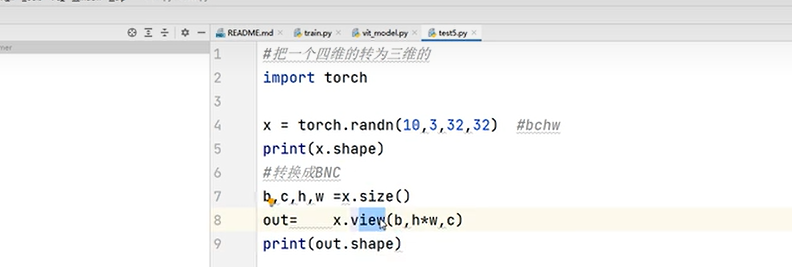 README.md train.py vit_model.py test5.py
ner
1 #把一个四维的转为三维的
2 import torch
3
4 x = torch.randn(10,3,32,32) #bchw
5 print(x.shape)
6 #转换成BNC
7 b,c,h,w =x.size()
8 out= x.view(b,h*w,c)
9 print(out.shape)